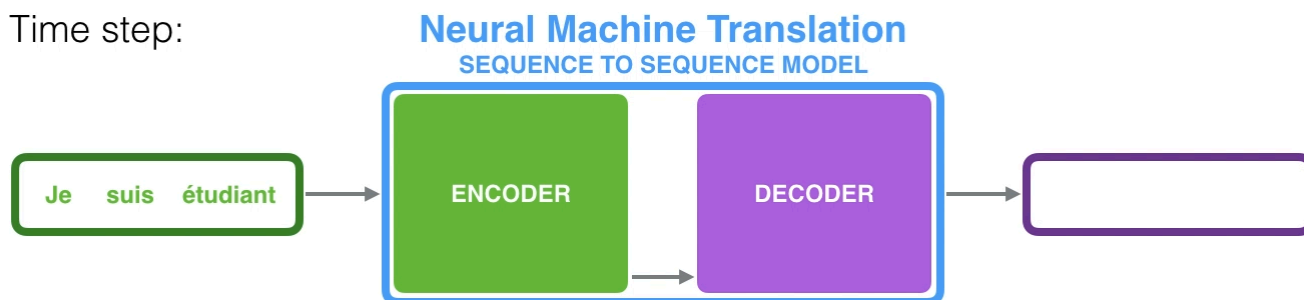 Time step:
Neural Machine Translation
SEQUENCE TO SEQUENCE MODEL
Je suis étudiant
ENCODER
DECODER